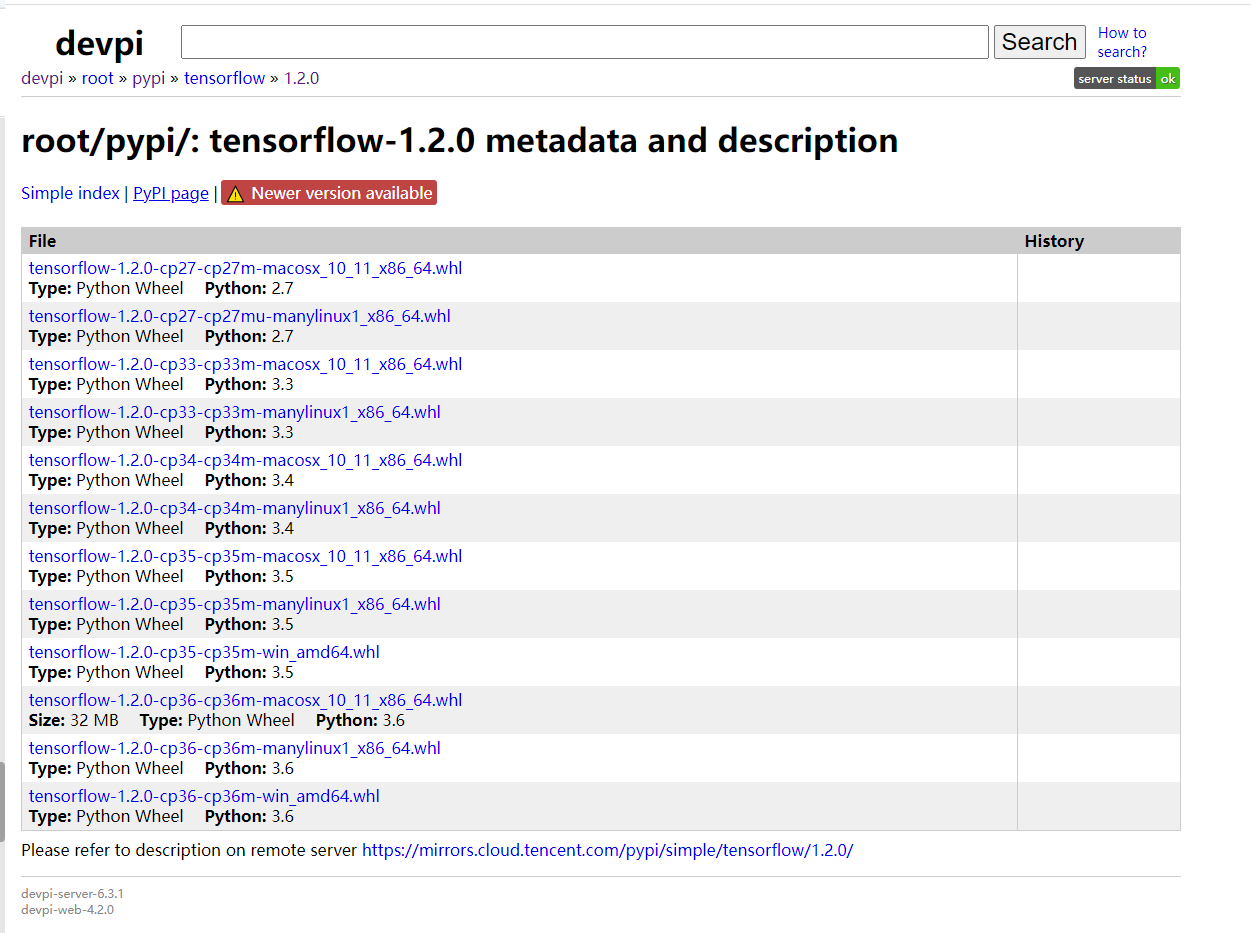 devpi Search How to search?
devpi » root » pypi » tensorflow » 1.2.0 server status ok
root/pypi/: tensorflow-1.2.0 metadata and description
Simple index | PyPI page | Newer version available
File History
tensorflow-1.2.0-cp27-cp27m-macosx_10_11_x86_64.whl
Type: Python Wheel Python: 2.7
tensorflow-1.2.0-cp27-cp27mu-manylinux1_x86_64.whl
Type: Python Wheel Python: 2.7
tensorflow-1.2.0-cp33-cp33m-macosx_10_11_x86_64.whl
Type: Python Wheel Python: 3.3
tensorflow-1.2.0-cp33-cp33m-manylinux1_x86_64.whl
Type: Python Wheel Python: 3.3
tensorflow-1.2.0-cp34-cp34m-macosx_10_11_x86_64.whl
Type: Python Wheel Python: 3.4
tensorflow-1.2.0-cp34-cp34m-manylinux1_x86_64.whl
Type: Python Wheel Python: 3.4
tensorflow-1.2.0-cp35-cp35m-macosx_10_11_x86_64.whl
Type: Python Wheel Python: 3.5
tensorflow-1.2.0-cp35-cp35m-manylinux1_x86_64.whl
Type: Python Wheel Python: 3.5
tensorflow-1.2.0-cp35-cp35m-win_amd64.whl
Type: Python Wheel Python: 3.5
tensorflow-1.2.0-cp36-cp36m-macosx_10_11_x86_64.whl
Size: 32 MB Type: Python Wheel Python: 3.6
tensorflow-1.2.0-cp36-cp36m-manylinux1_x86_64.whl
Type: Python Wheel Python: 3.6
tensorflow-1.2.0-cp36-cp36m-win_amd64.whl
Type: Python Wheel Python: 3.6
Please refer to description on remote server https://mirrors.cloud.tencent.com/pypi/simple/tensorflow/1.2.0/
devpi-server-6.3.1
devpi-web-4.2.0